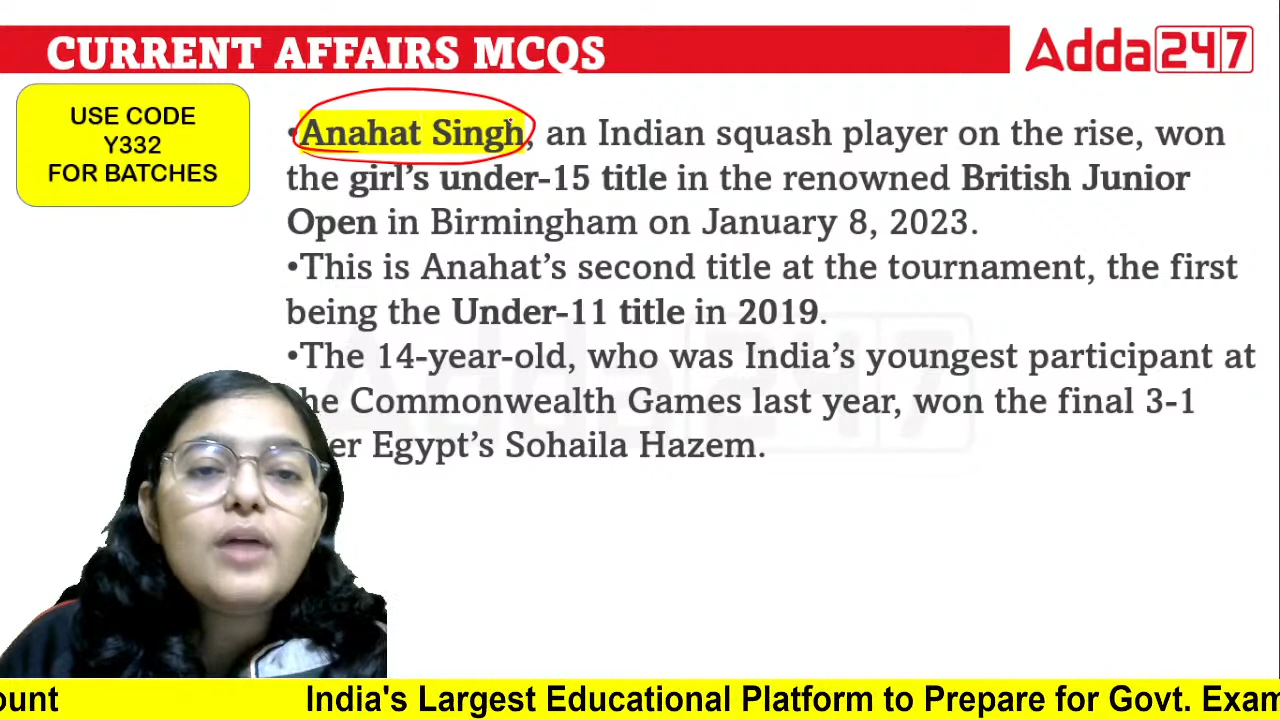 CURRENT AFFAIRS MCQS
Adda247
USE CODE
Y332
FOR BATCHES
•Anahat Singh, an Indian squash player on the rise, won
the girl's under-15 title in the renowned British Junior
Open in Birmingham on January 8, 2023.
•This is Anahat's second title at the tournament, the first
being the Under-11 title in 2019.
•The 14-year-old, who was India's youngest participant at
he Commonwealth Games last year, won the final 3-1
er Egypt's Sohaila Hazem.
Adda247
ount India's Largest Educational Platform to Prepare for Govt. Exam